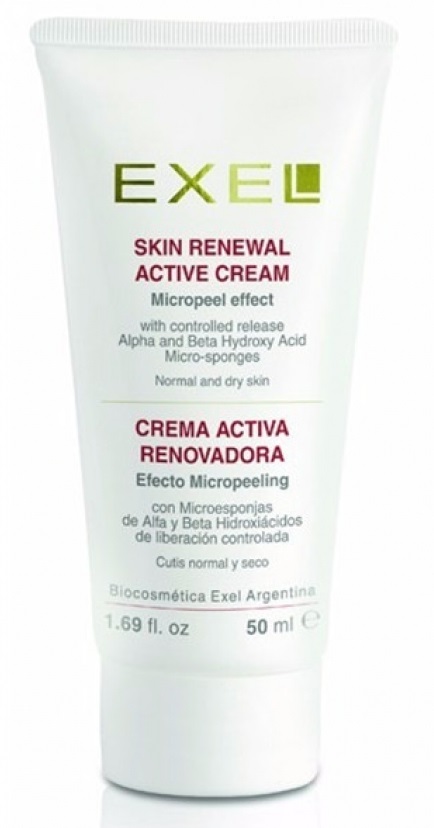 EXEL
SKIN RENEWAL
ACTIVE CREAM
Micropeel effect
with controlled release
Alpha and Beta Hydroxy Acid
Micro-sponges
Normal and dry skin
CREMA ACTIVA
RENOVADORA
Efecto Micropeeling
con Microesponjas
de Alfa y Beta Hidroxiácidos
de liberación controlada
Cutis normal y seco
Biocosmética Exel Argentina
1.69 fl. oz 50 ml ℮